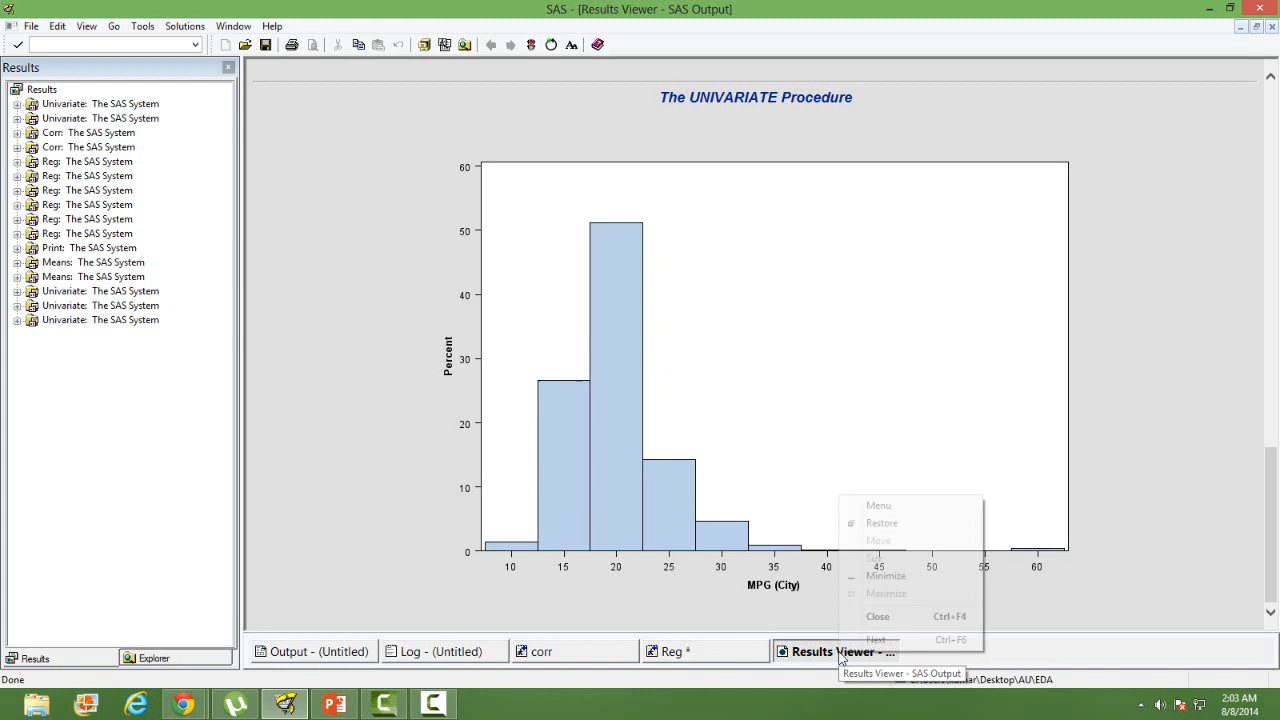 SAS - [Results Viewer - SAS Output]
File Edit View Go Tools Solutions Window Help
Results
Results
Univariate: The SAS System
Univariate: The SAS System
Corr: The SAS System
Corr: The SAS System
Reg: The SAS System
Reg: The SAS System
Reg: The SAS System
Reg: The SAS System
Reg: The SAS System
Reg: The SAS System
Print: The SAS System
Means: The SAS System
Means: The SAS System
Univariate: The SAS System
Univariate: The SAS System
Univariate: The SAS System
The UNIVARIATE Procedure
60
50
40
30
20
10
0
Percent
10 15 20 25 30 35 40 45 50 55 60
MPG (City)
Menu
Restore
Move
Size
Minimize
Maximize
Close Ctrl+F4
Next Ctrl+F6
Results Explorer
Output - (Untitled) Log - (Untitled) corr Reg * Results Viewer - ...
Results Viewer - SAS Output
Done
\Desktop\AU\EDA
2:03 AM
8/8/2014